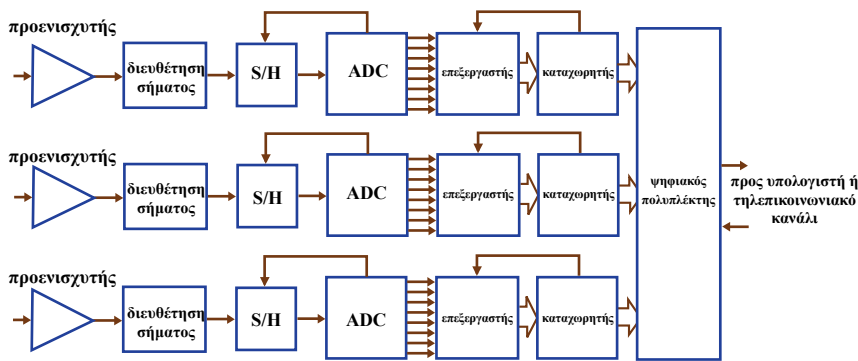 προενισχυτής
διευθέτηση
σήματος
S/H
ADC
επεξεργαστής
καταχωρητής
προενισχυτής
διευθέτηση
σήματος
S/H
ADC
επεξεργαστής
καταχωρητής
ψηφιακός
πολυπλέκτης
προς υπολογιστή ή
τηλεπικοινωνιακό
κανάλι
προενισχυτής
διευθέτηση
σήματος
S/H
ADC
επεξεργαστής
καταχωρητής